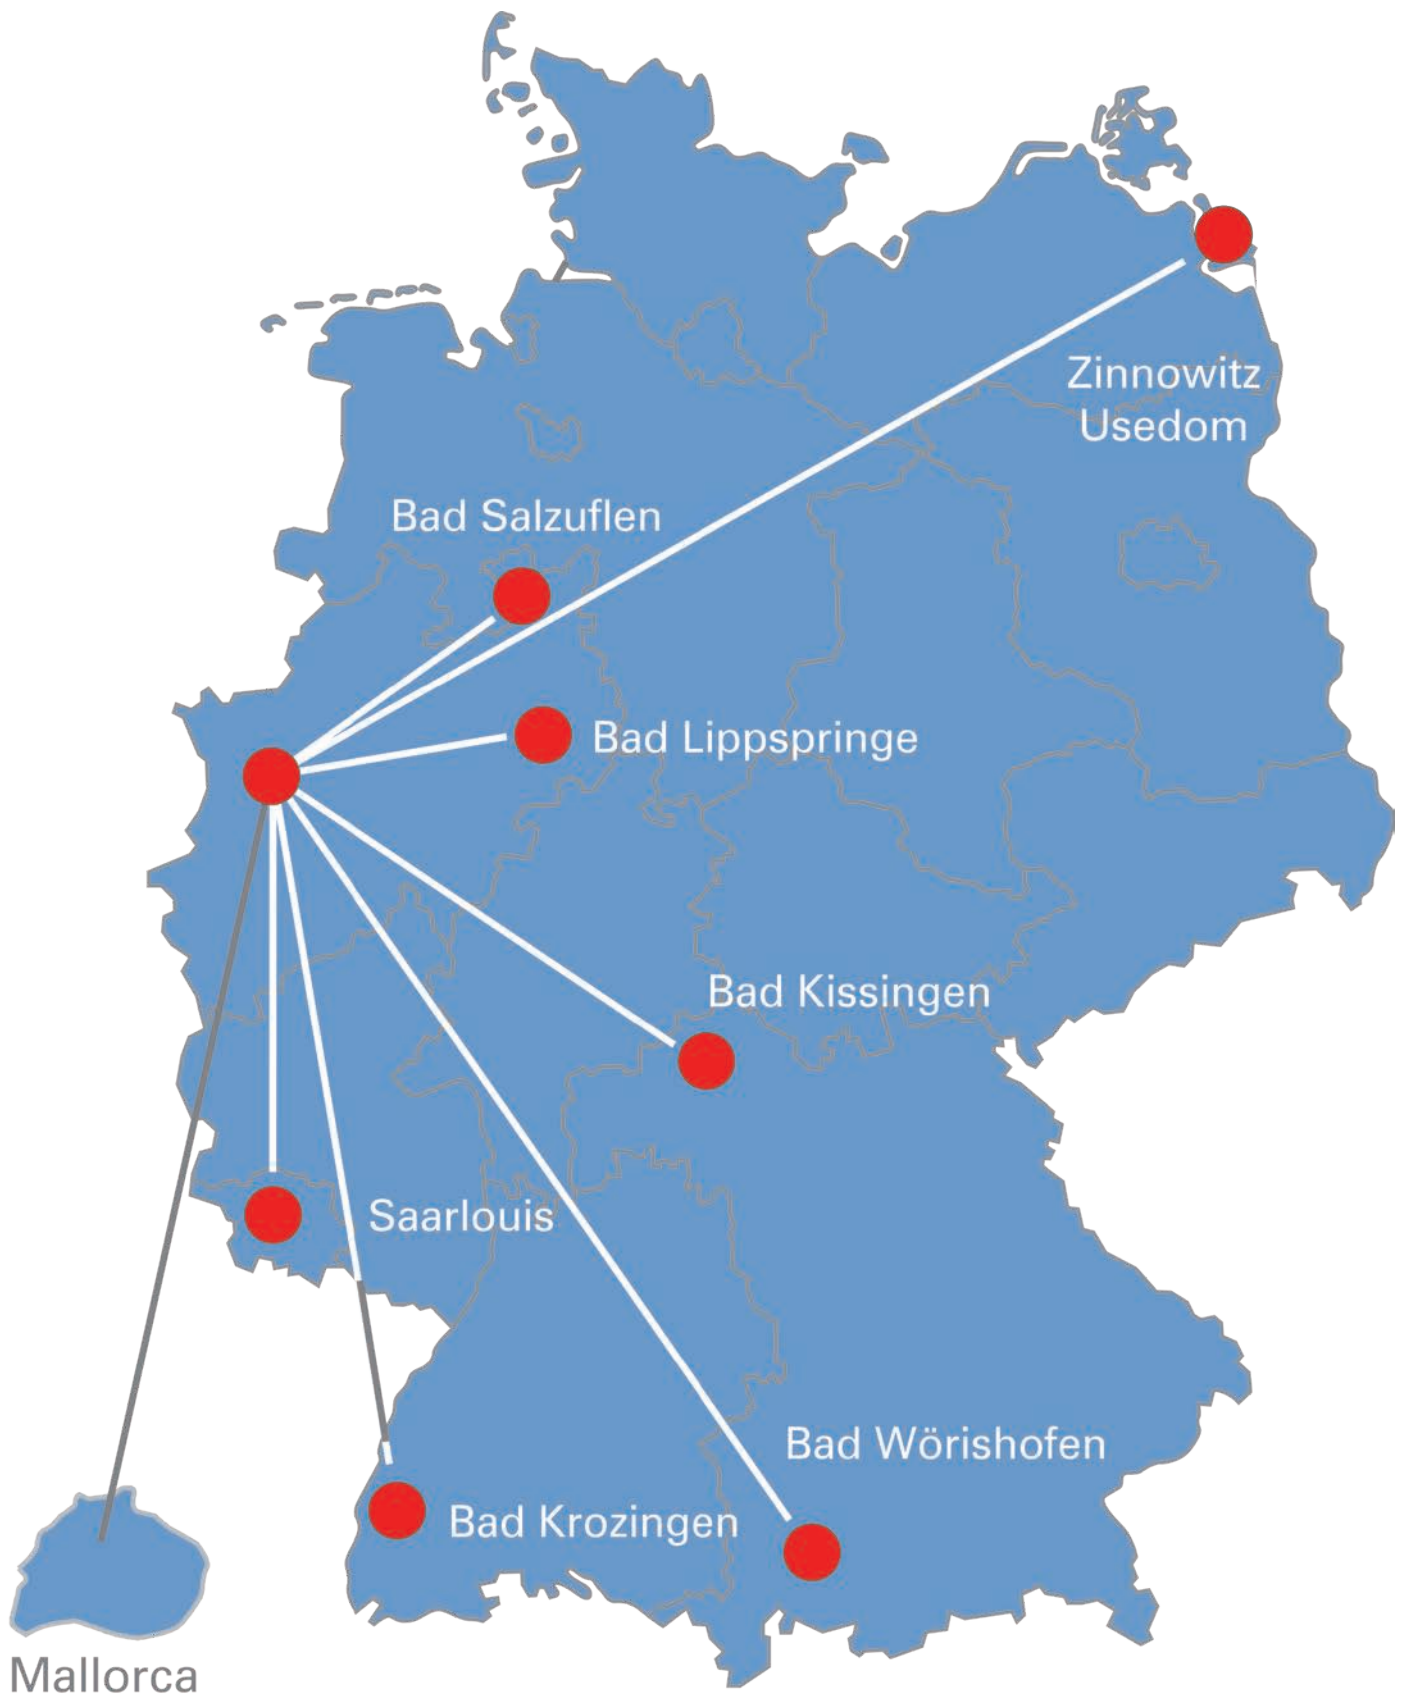 Zinnowitz
Usedom
Bad Salzuflen
Bad Lippspringe
Bad Kissingen
Saarlouis
Bad Wörishofen
Bad Krozingen
Mallorca